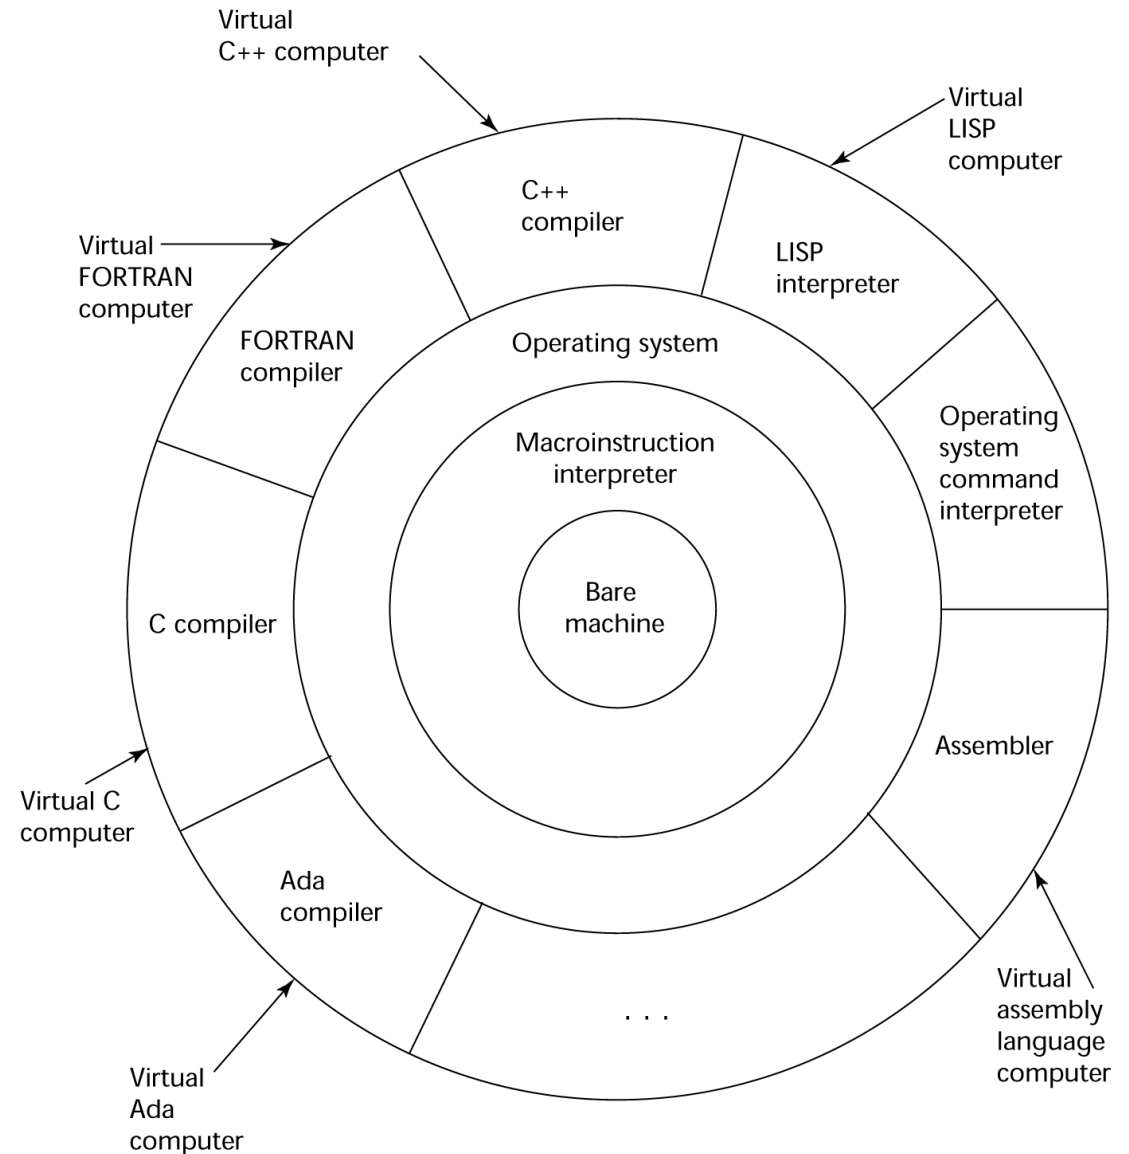 Virtual
C++ computer
Virtual
LISP
computer
C++
compiler
Virtual
FORTRAN
computer
LISP
interpreter
FORTRAN
compiler
Operating system
Operating
system
command
interpreter
Macroinstruction
interpreter
Bare
machine
C compiler
Assembler
Virtual C
computer
Ada
compiler
Virtual
assembly
language
computer
. . .
Virtual
Ada
computer